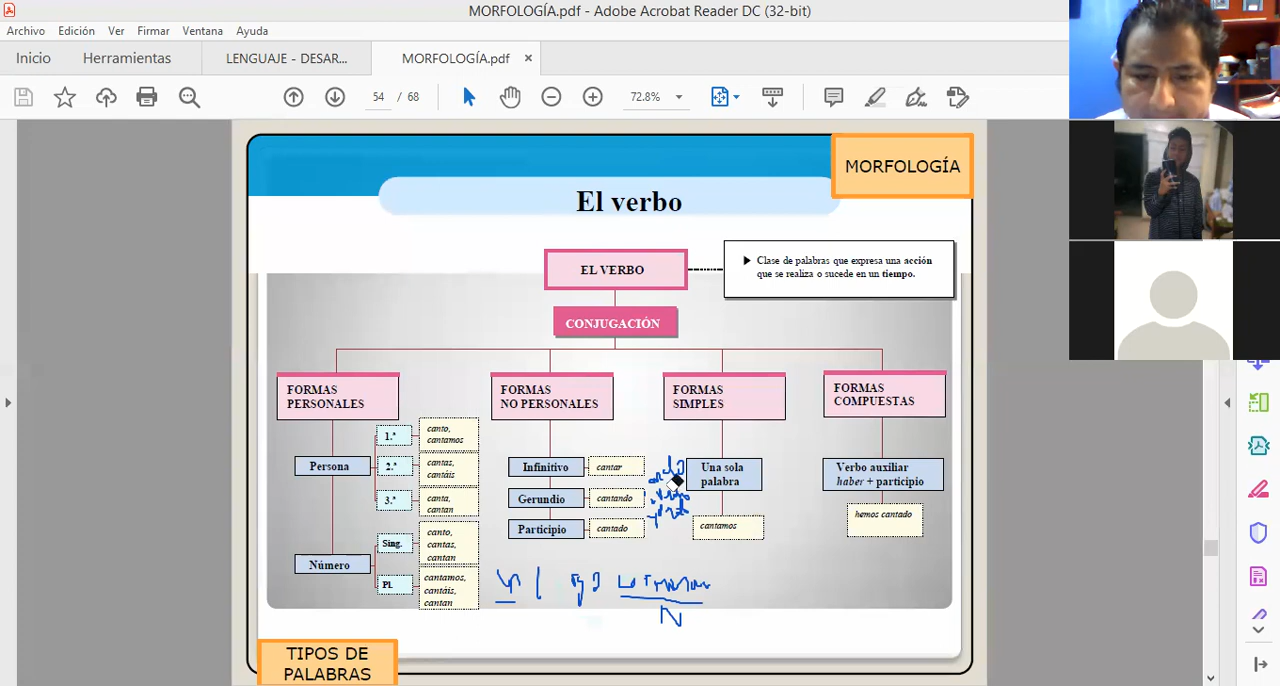 MORFOLOGÍA.pdf - Adobe Acrobat Reader DC (32-bit)
Archivo Edición Ver Firmar Ventana Ayuda
Inicio Herramientas LENGUAJE - DESAR... MORFOLOGÍA.pdf ×
54 / 68 72.8%
MORFOLOGÍA
El verbo
EL VERBO
Clase de palabras que expresa una acción
que se realiza o sucede en un tiempo.
CONJUGACIÓN
FORMAS
PERSONALES
Persona
1.ª
canto,
cantamos
2.ª
cantas,
cantáis
3.ª
canta,
cantan
Número
Sing.
canto,
cantas,
cantan
Pl.
cantamos,
cantáis,
cantan
FORMAS
NO PERSONALES
Infinitivo
cantar
Gerundio
cantando
Participio
cantado
FORMAS
SIMPLES
Una sola
palabra
cantamos
FORMAS
COMPUESTAS
Verbo auxiliar
haber + participio
hemos cantado
N
TIPOS DE
PALABRAS